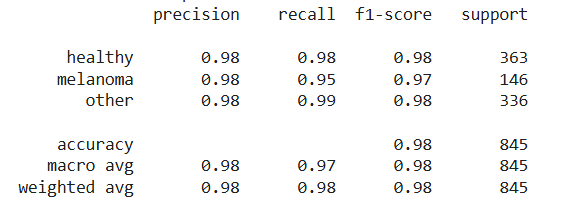 precision recall f1-score support
healthy 0.98 0.98 0.98 363
melanoma 0.98 0.95 0.97 146
other 0.98 0.99 0.98 336
accuracy 0.98 845
macro avg 0.98 0.97 0.98 845
weighted avg 0.98 0.98 0.98 845